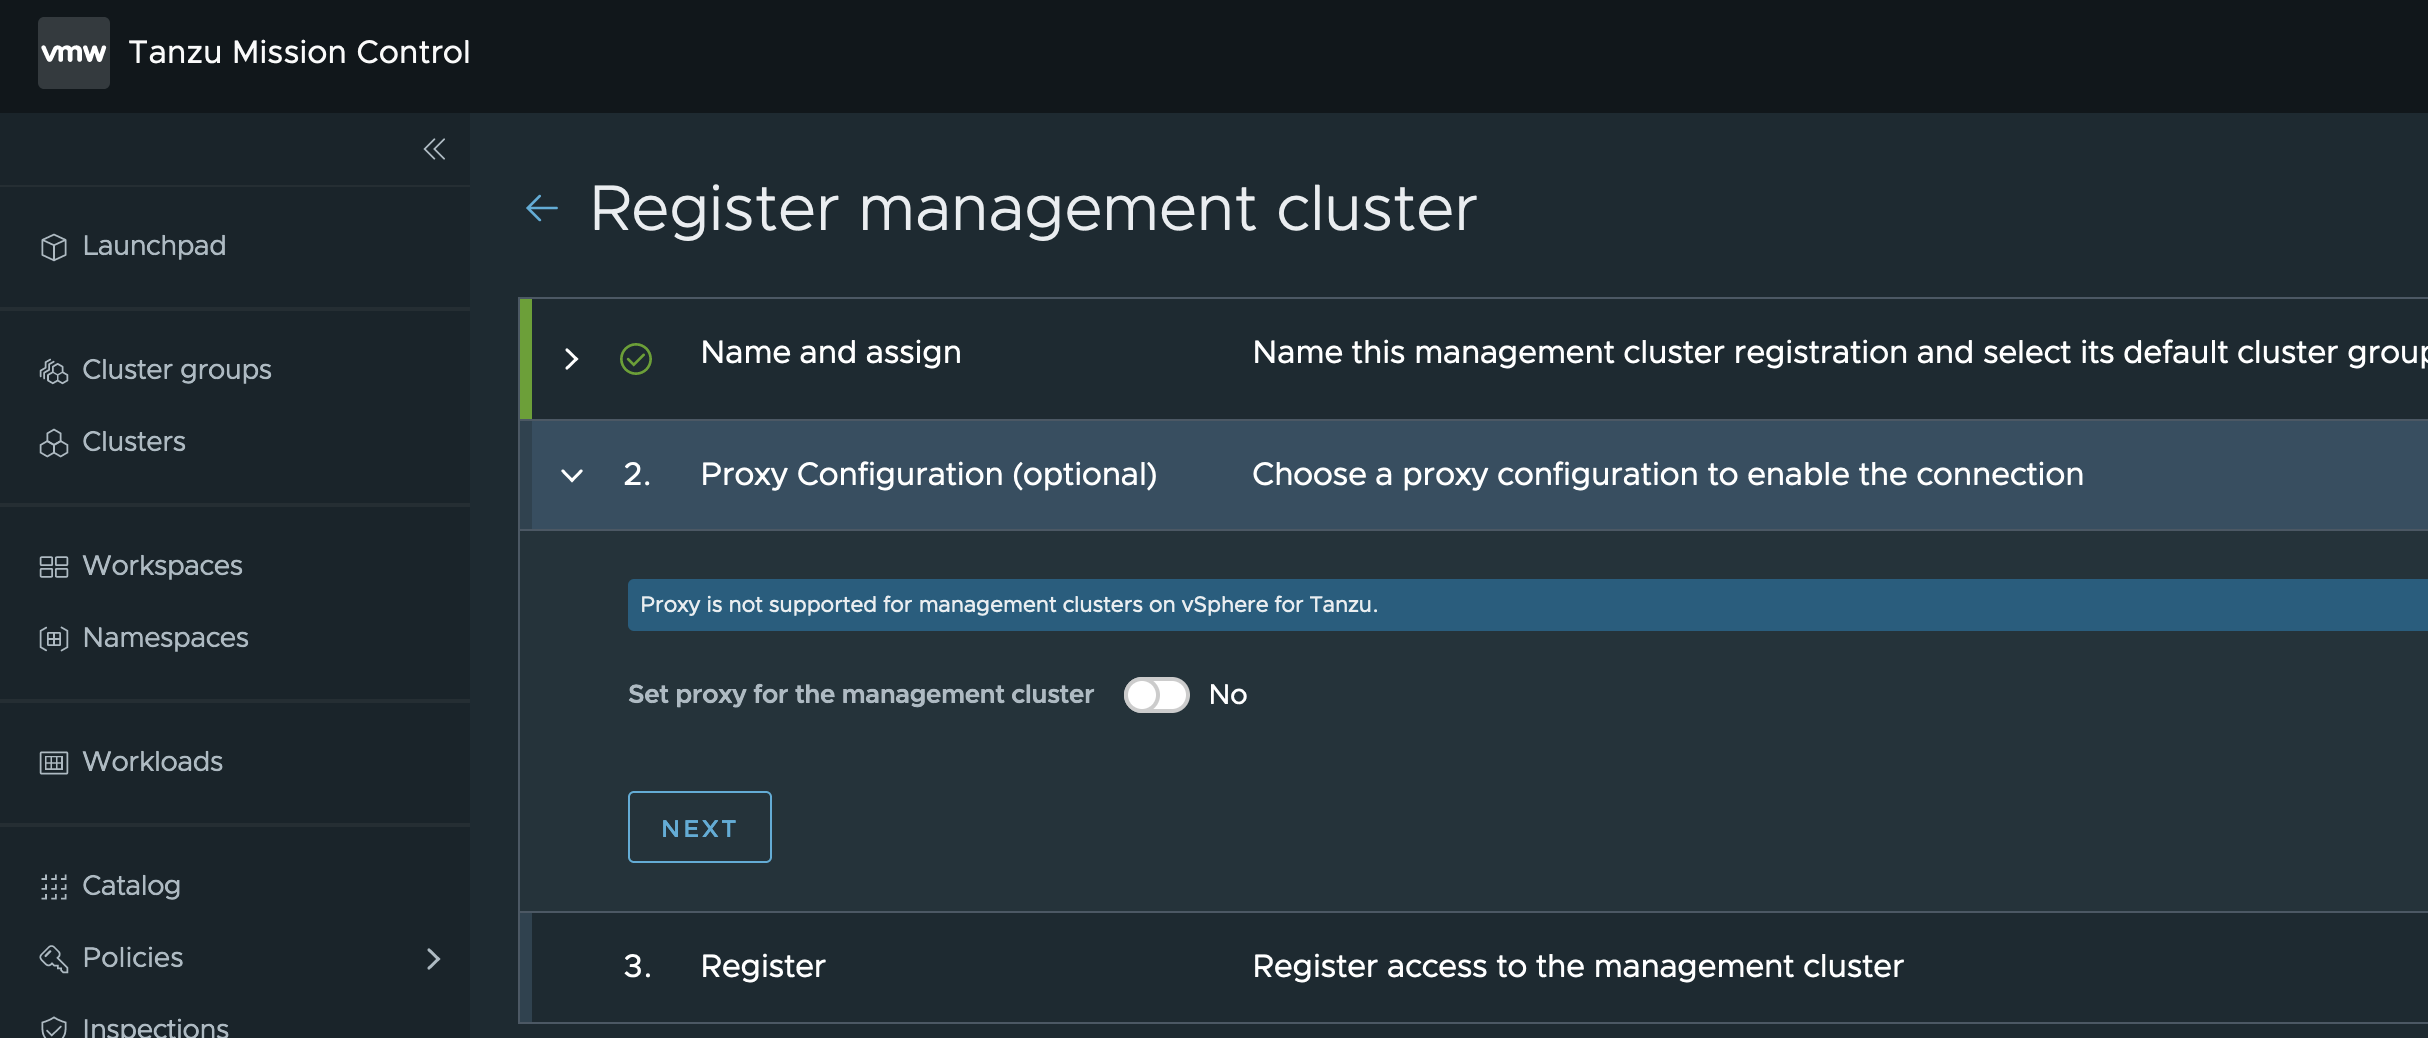 vmw Tanzu Mission Control
Launchpad
Cluster groups
Clusters
Workspaces
Namespaces
Workloads
Catalog
Policies
Inspections
Register management cluster
Name and assign Name this management cluster registration and select its default cluster group
2. Proxy Configuration (optional) Choose a proxy configuration to enable the connection
Proxy is not supported for management clusters on vSphere for Tanzu.
Set proxy for the management cluster No
NEXT
3. Register Register access to the management cluster